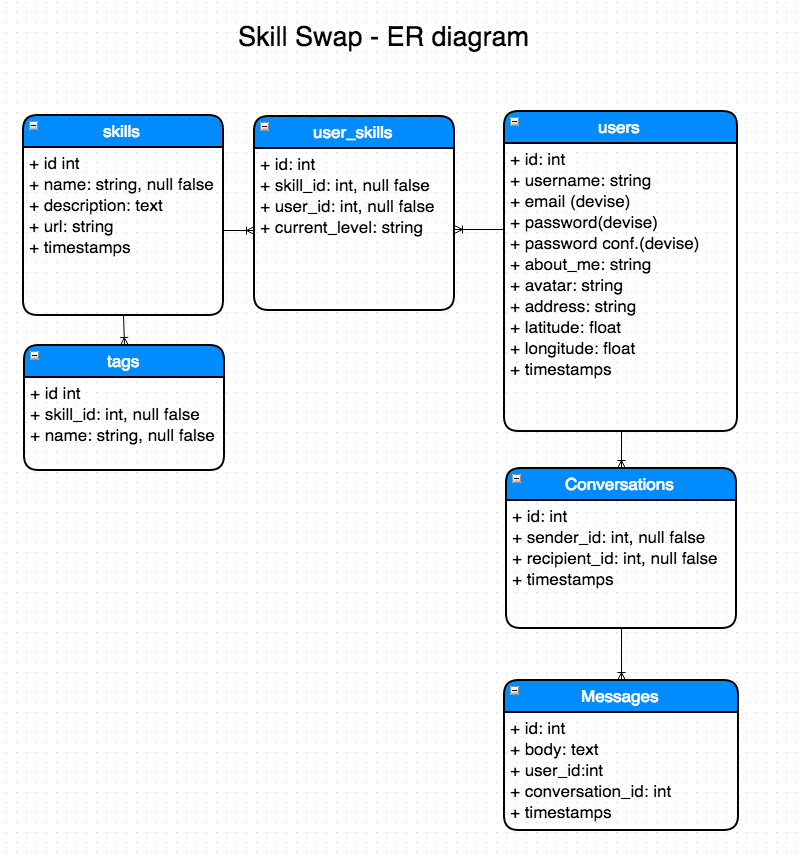 Skill Swap - ER diagram
skills
+ id int
+ name: string, null false
+ description: text
+ url: string
+ timestamps
user_skills
+ id: int
+ skill_id: int, null false
+ user_id: int, null false
+ current_level: string
users
+ id: int
+ username: string
+ email (devise)
+ password(devise)
+ password conf.(devise)
+ about_me: string
+ avatar: string
+ address: string
+ latitude: float
+ longitude: float
+ timestamps
tags
+ id int
+ skill_id: int, null false
+ name: string, null false
Conversations
+ id: int
+ sender_id: int, null false
+ recipient_id: int, null false
+ timestamps
Messages
+ id: int
+ body: text
+ user_id:int
+ conversation_id: int
+ timestamps